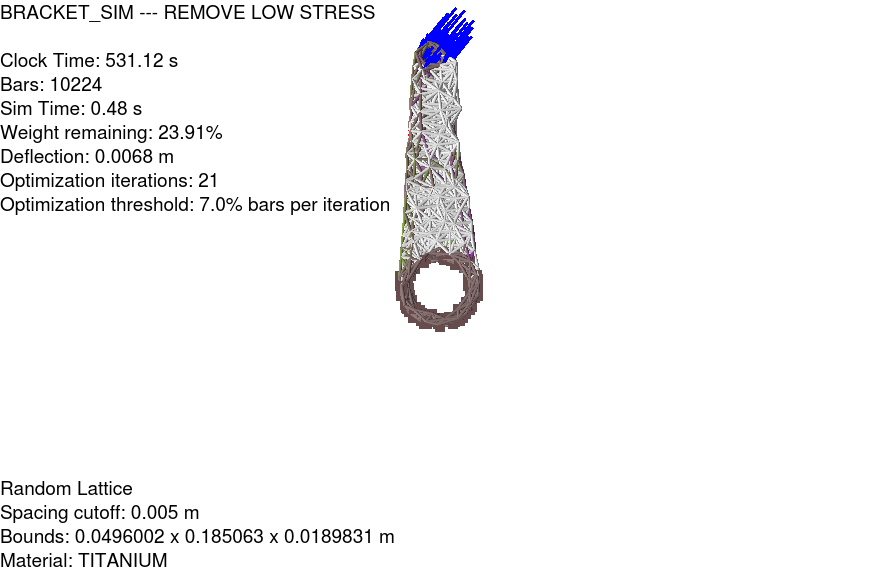 BRACKET_SIM --- REMOVE LOW STRESS
Clock Time: 531.12 s
Bars: 10224
Sim Time: 0.48 s
Weight remaining: 23.91%
Deflection: 0.0068 m
Optimization iterations: 21
Optimization threshold: 7.0% bars per iteration
Random Lattice
Spacing cutoff: 0.005 m
Bounds: 0.0496002 x 0.185063 x 0.0189831 m
Material: TITANIUM